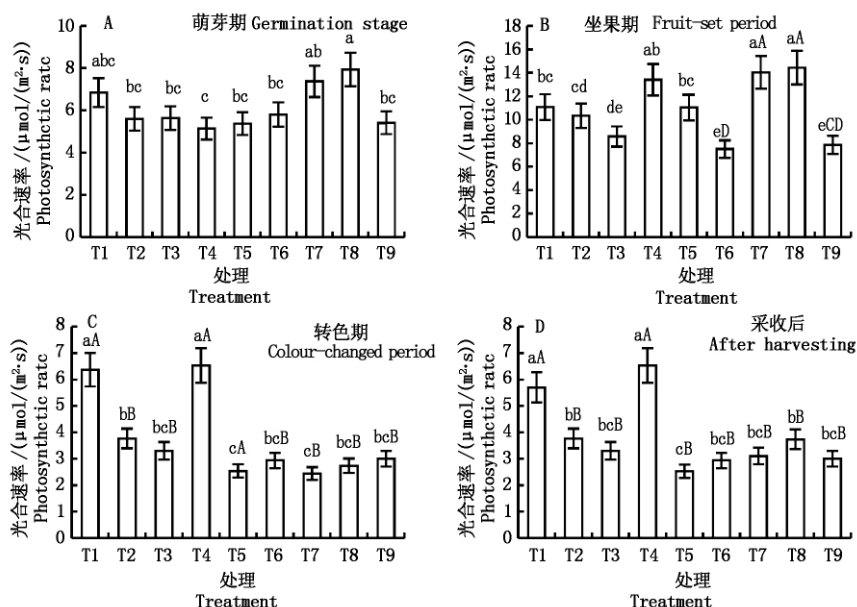 A
萌芽期 Germination stage
光合速率/(μmol/(m²·s))
Photosynthctic ratc
10
8
6
4
2
0
abc
bc
bc
c
bc
bc
ab
a
bc
T1 T2 T3 T4 T5 T6 T7 T8 T9
处理
Treatment
B
坐果期 Fruit-set period
光合速率/(μmol/(m²·s))
Photosynthctic ratc
18
16
14
12
10
8
6
4
2
0
bc
cd
de
ab
bc
eD
aA
aA
eCD
T1 T2 T3 T4 T5 T6 T7 T8 T9
处理
Treatment
C
转色期
Colour-changed period
光合速率/(μmol/(m²·s))
Photosynthctic ratc
8
7
6
5
4
3
2
1
0
aA
bB
bcB
aA
cA
bcB
cB
bcB
bcB
T1 T2 T3 T4 T5 T6 T7 T8 T9
处理
Treatment
D
采收后
After harvesting
光合速率/(μmol/(m²·s))
Photosynthctic ratc
8
7
6
5
4
3
2
1
0
aA
bB
bcB
aA
cB
bcB
bcB
bB
bcB
T1 T2 T3 T4 T5 T6 T7 T8 T9
处理
Treatment